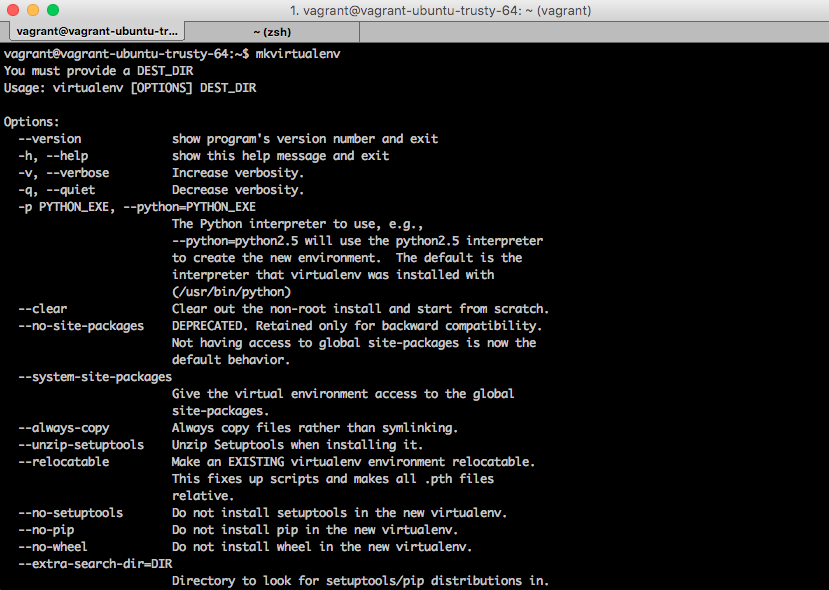 1. vagrant@vagrant-ubuntu-trusty-64: ~ (vagrant)
vagrant@vagrant-ubuntu-tr... ~ (zsh)
vagrant@vagrant-ubuntu-trusty-64:~$ mkvirtualenv
You must provide a DEST_DIR
Usage: virtualenv [OPTIONS] DEST_DIR
Options:
--version show program's version number and exit
-h, --help show this help message and exit
-v, --verbose Increase verbosity.
-q, --quiet Decrease verbosity.
-p PYTHON_EXE, --python=PYTHON_EXE
The Python interpreter to use, e.g.,
--python=python2.5 will use the python2.5 interpreter
to create the new environment.  The default is the
interpreter that virtualenv was installed with
(/usr/bin/python)
--clear Clear out the non-root install and start from scratch.
--no-site-packages DEPRECATED. Retained only for backward compatibility.
Not having access to global site-packages is now the
default behavior.
--system-site-packages
Give the virtual environment access to the global
site-packages.
--always-copy Always copy files rather than symlinking.
--unzip-setuptools Unzip Setuptools when installing it.
--relocatable Make an EXISTING virtualenv environment relocatable.
This fixes up scripts and makes all .pth files
relative.
--no-setuptools Do not install setuptools in the new virtualenv.
--no-pip Do not install pip in the new virtualenv.
--no-wheel Do not install wheel in the new virtualenv.
--extra-search-dir=DIR
Directory to look for setuptools/pip distributions in.